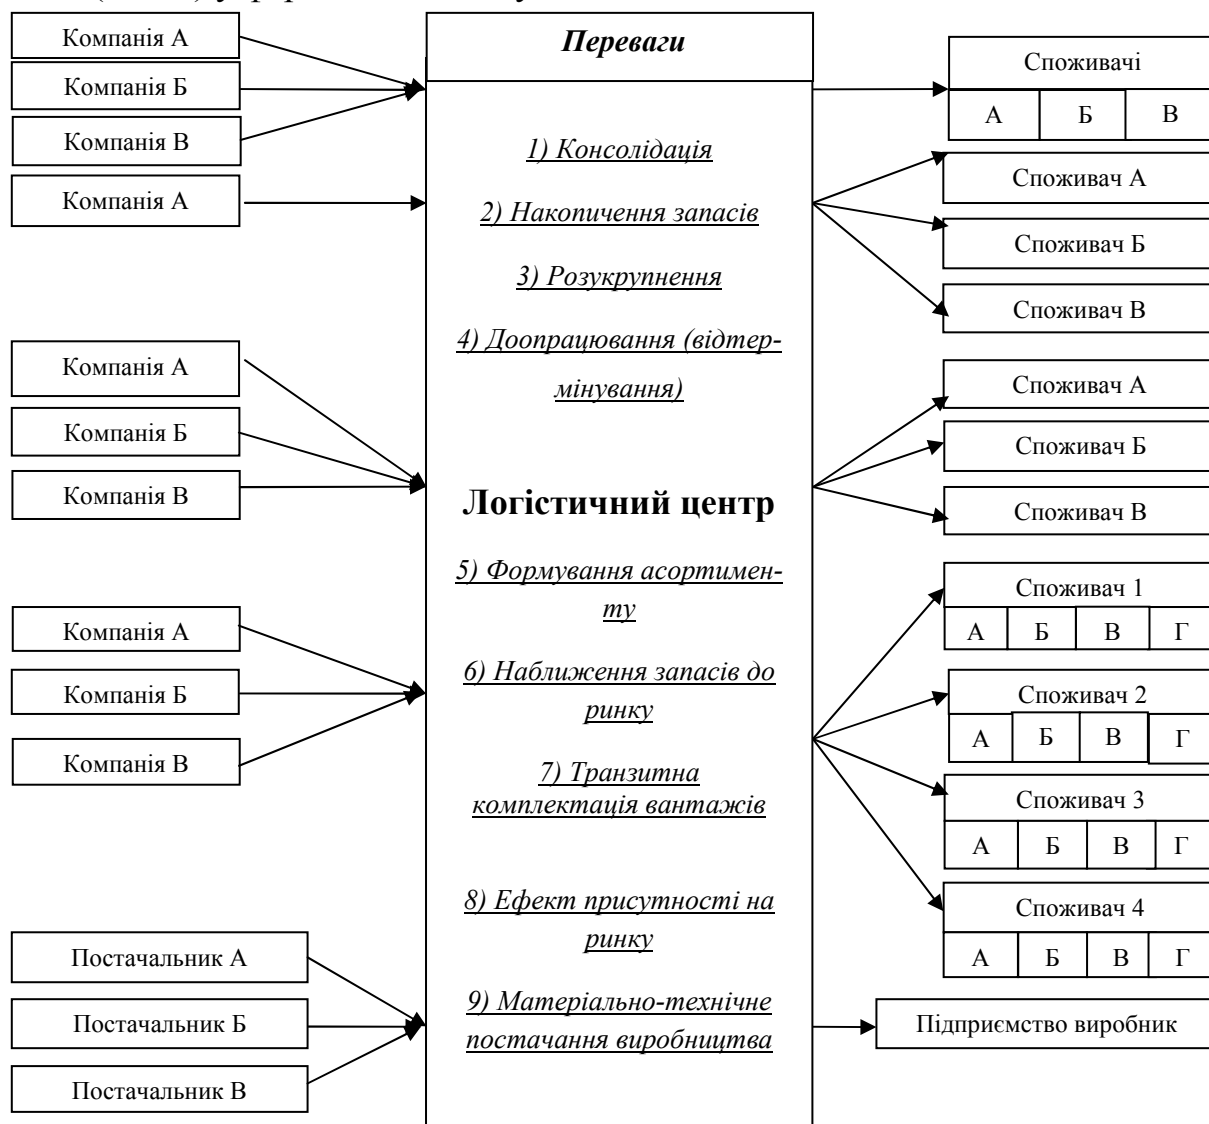 Компанія А
Компанія Б
Компанія В
Компанія А
Компанія А
Компанія Б
Компанія В
Компанія А
Компанія Б
Компанія В
Постачальник А
Постачальник Б
Постачальник В
Переваги
1) Консолідація
2) Накопичення запасів
3) Розукрупнення
4) Доопрацювання (відтер-
мінування)
Логістичний центр
5) Формування асортимен-
ту
6) Наближення запасів до
ринку
7) Транзитна
комплектація вантажів
8) Ефект присутності на
ринку
9) Матеріально-технічне
постачання виробництва
Споживачі
А Б В
Споживач А
Споживач Б
Споживач В
Споживач А
Споживач Б
Споживач В
Споживач 1
А Б В Г
Споживач 2
А Б В Г
Споживач 3
А Б В Г
Споживач 4
А Б В Г
Підприємство виробник